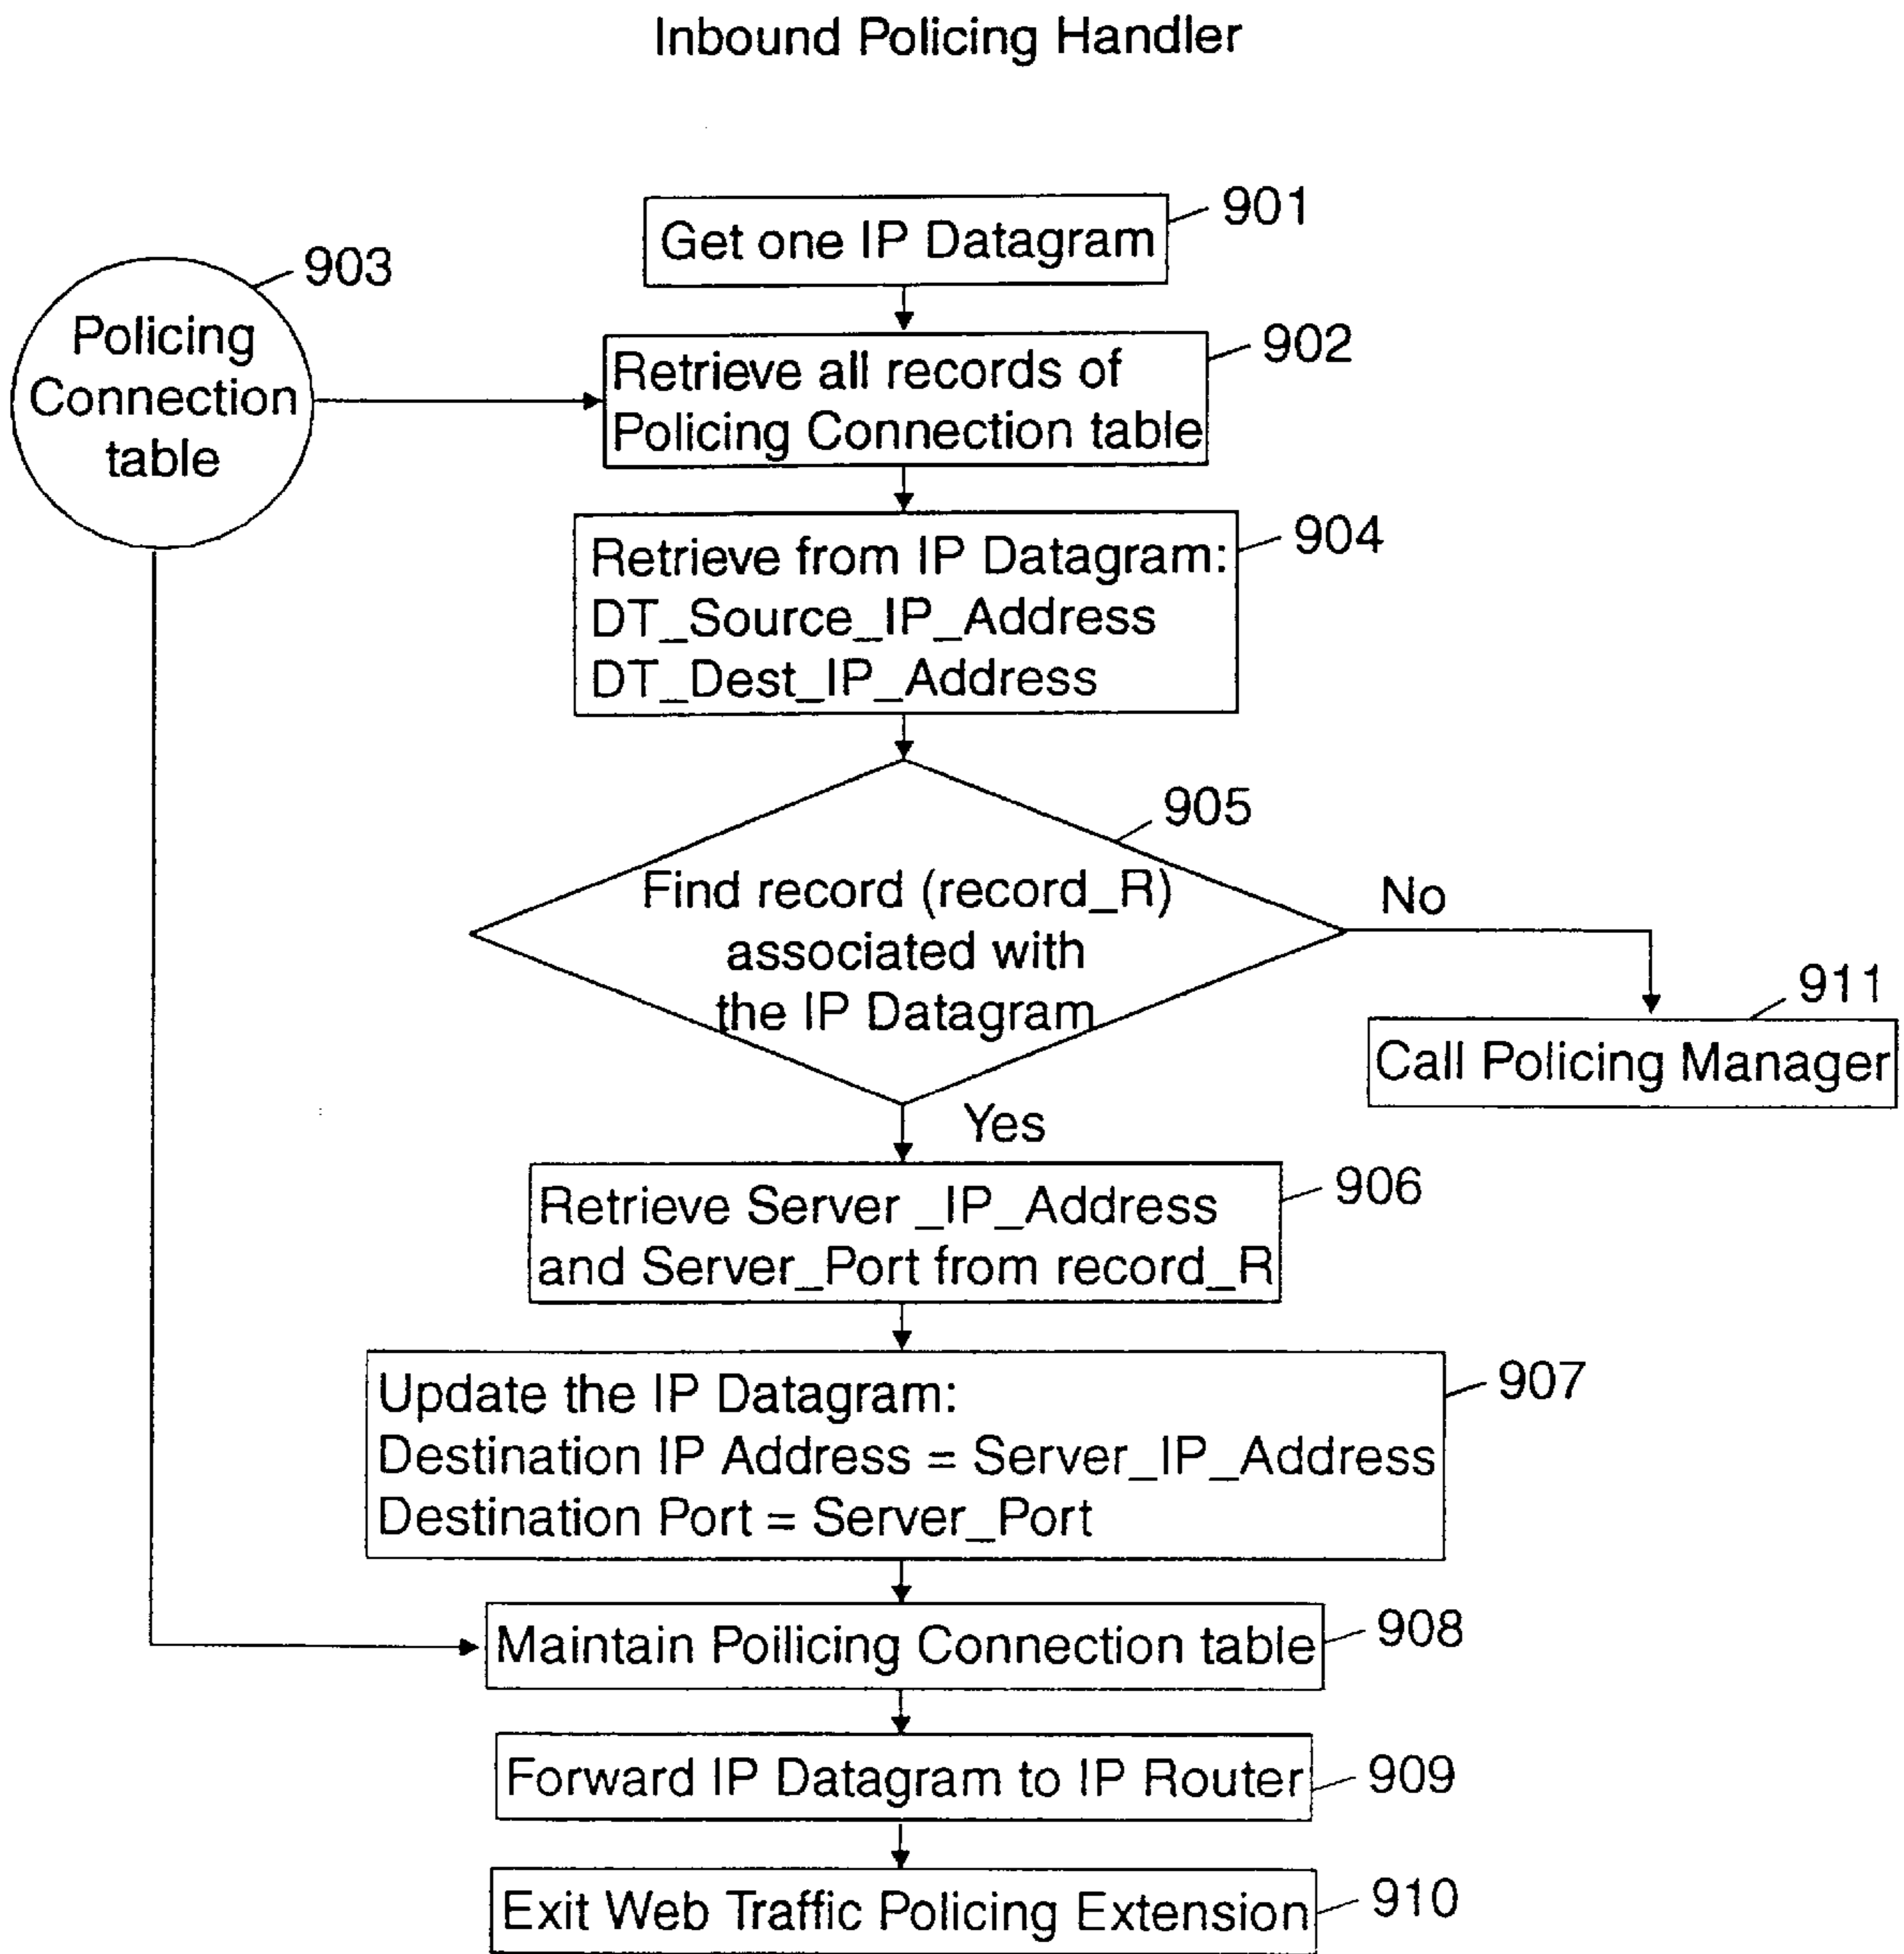 Inbound Policing Handler
901
Get one IP Datagram
903
Policing
Connection
table
902
Retrieve all records of
Policing Connection table
904
Retrieve from IP Datagram:
DT_Source_IP_Address
DT_Dest_IP_Address
905
Find record (record_R)
associated with
the IP Datagram
No
911
Call Policing Manager
Yes
906
Retrieve Server _IP_Address
and Server_Port from record_R
907
Update the IP Datagram:
Destination IP Address = Server_IP_Address
Destination Port = Server_Port
908
Maintain Poilicing Connection table
Forward IP Datagram to IP Router
909
Exit Web Traffic Policing Extension
910